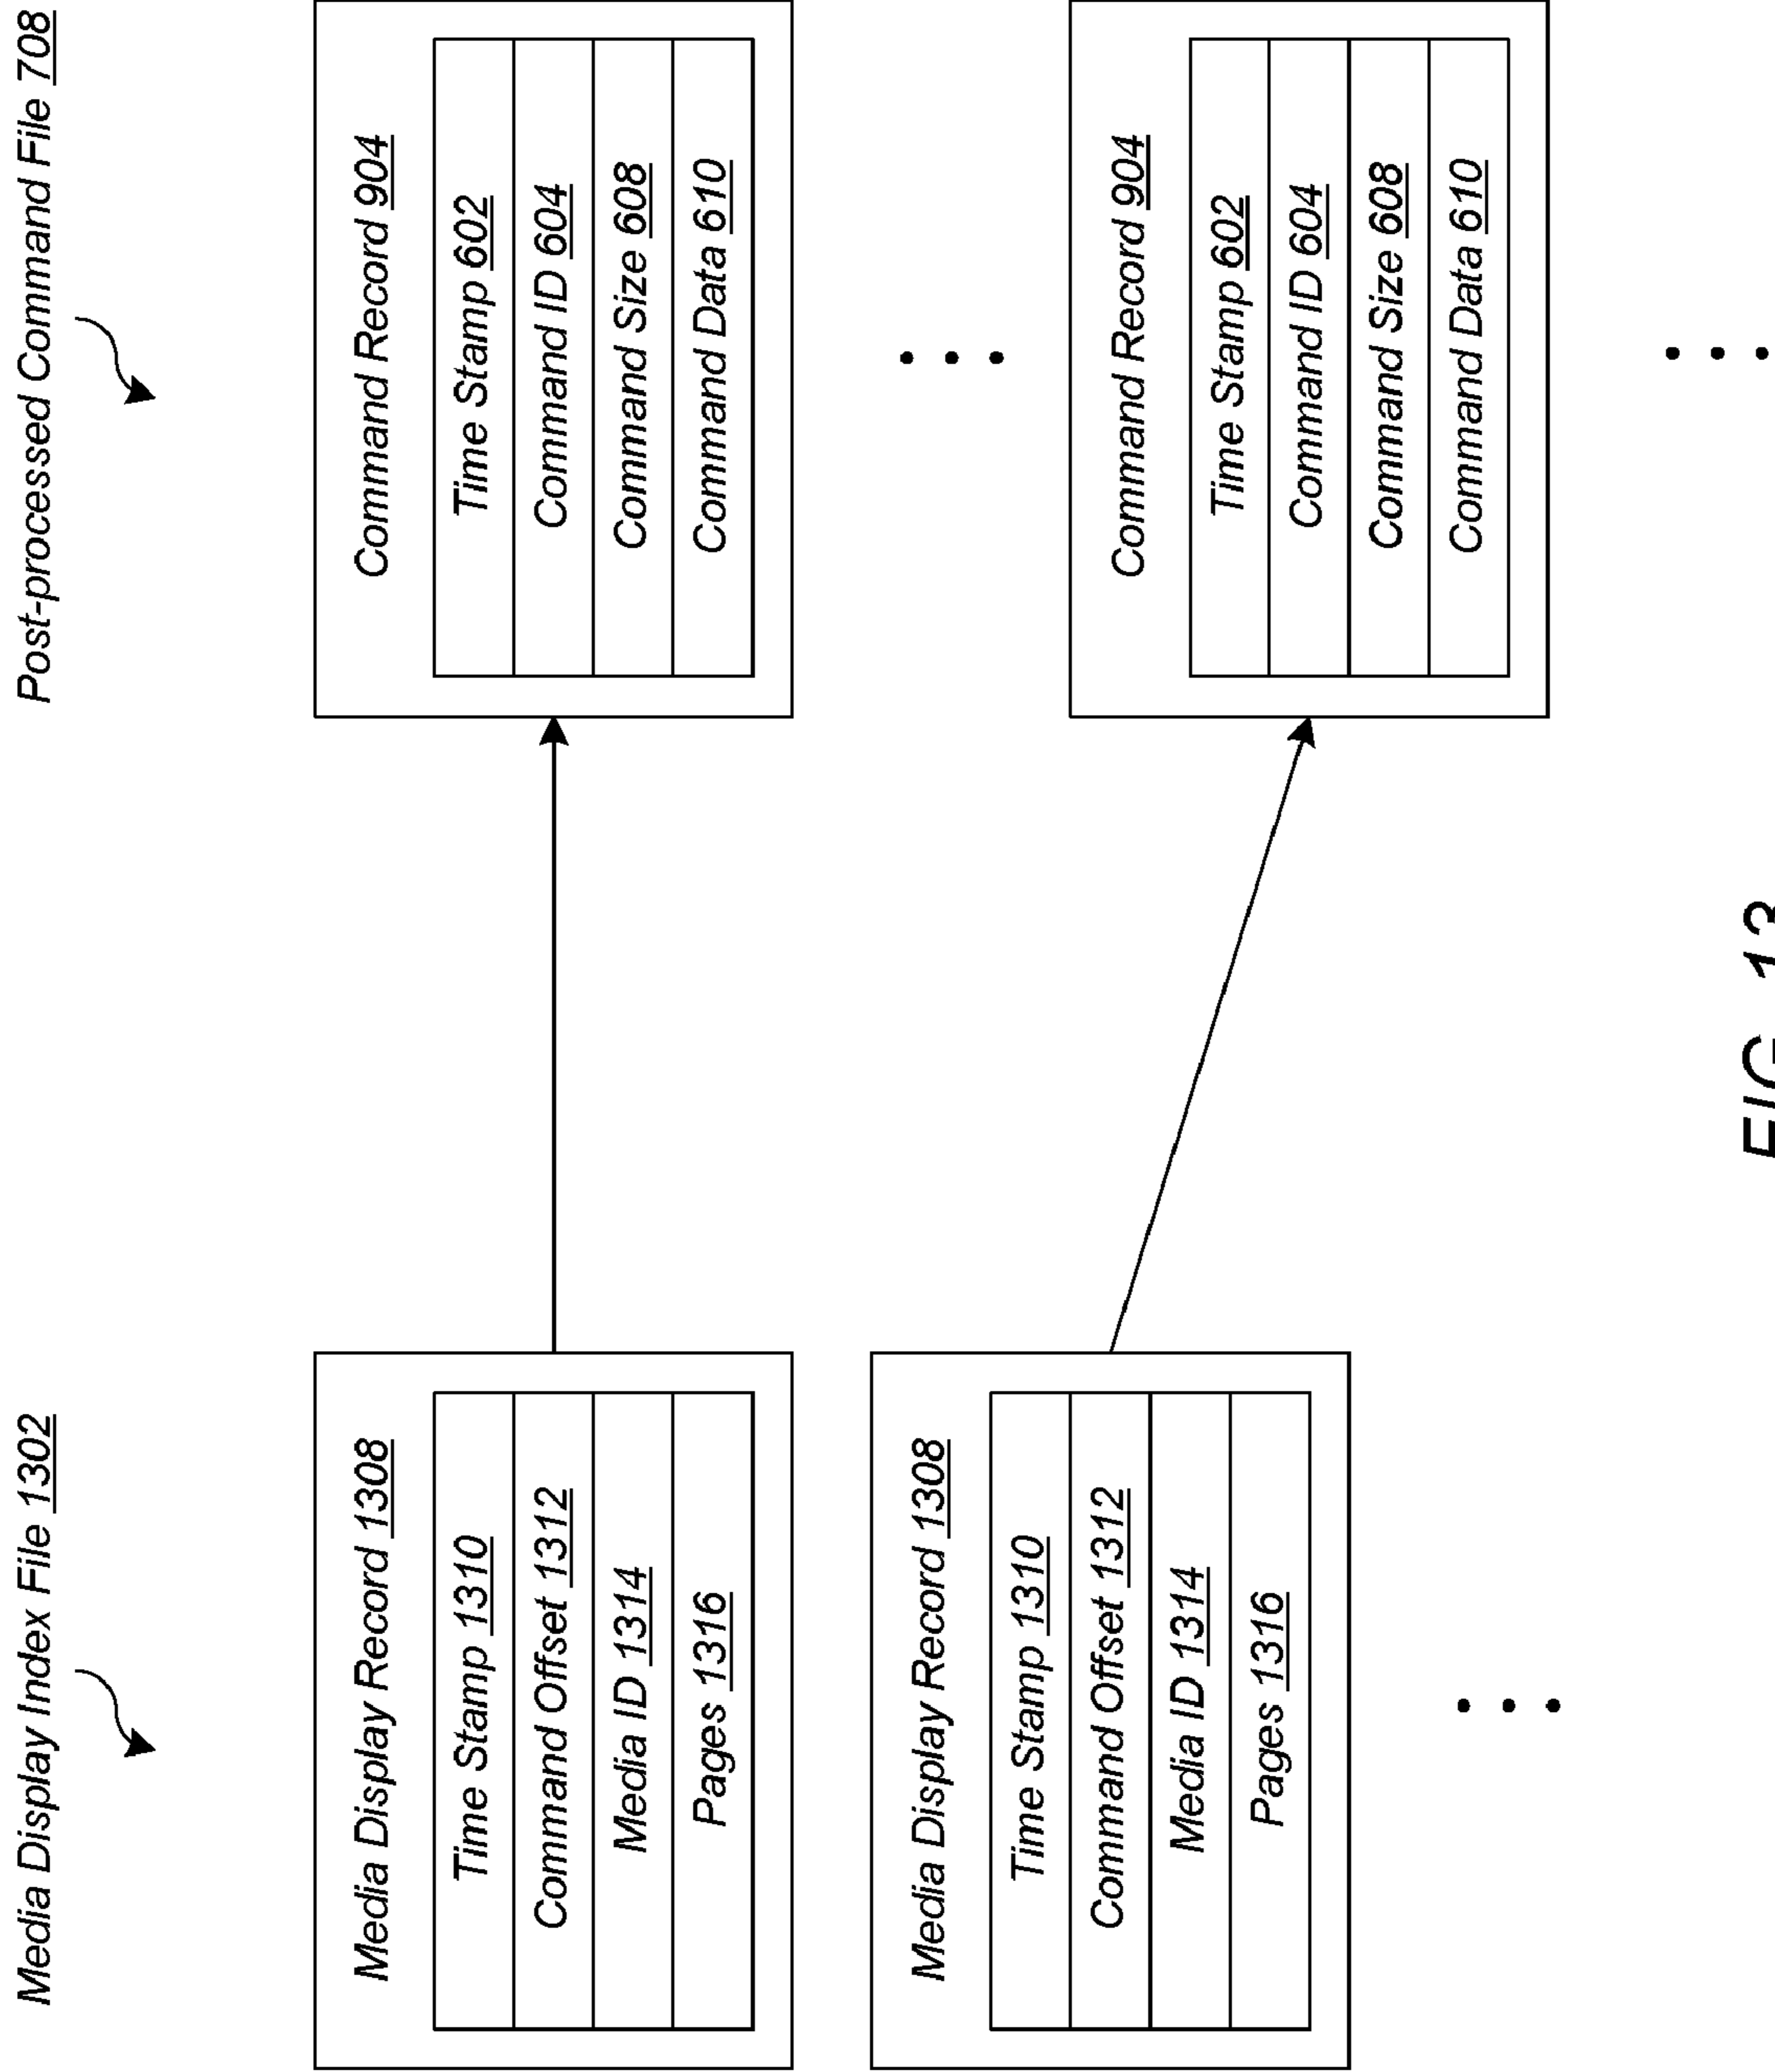 Media Display Index File 1302
Media Display Record 1308
Time Stamp 1310
Command Offset 1312
Media ID 1314
Pages 1316
Media Display Record 1308
Time Stamp 1310
Command Offset 1312
Media ID 1314
Pages 1316
Post-processed Command File 708
Command Record 904
Time Stamp 602
Command ID 604
Command Size 608
Command Data 610
Command Record 904
Time Stamp 602
Command ID 604
Command Size 608
Command Data 610
FIG. 13